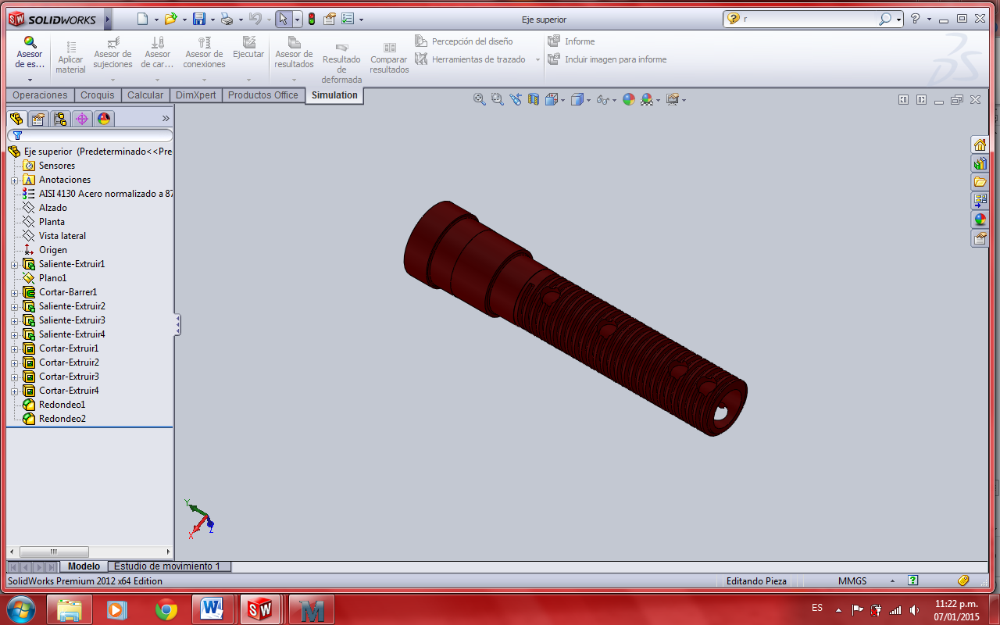 SOLIDWORKS
Eje superior
r
Asesor de es...
Aplicar material
Asesor de sujeciones
Asesor de car...
Asesor de conexiones
Ejecutar
Asesor de resultados
Resultado de deformada
Comparar resultados
Percepción del diseño
Herramientas de trazado
Informe
Incluir imagen para informe
Operaciones
Croquis
Calcular
DimXpert
Productos Office
Simulation
Eje superior (Predeterminado<<Pre
Sensores
Anotaciones
AISI 4130 Acero normalizado a 87
Alzado
Planta
Vista lateral
Origen
Saliente-Extruir1
Plano1
Cortar-Barrer1
Saliente-Extruir2
Saliente-Extruir3
Saliente-Extruir4
Cortar-Extruir1
Cortar-Extruir2
Cortar-Extruir3
Cortar-Extruir4
Redondeo1
Redondeo2
Y
X
Z
Modelo
Estudio de movimiento 1
SolidWorks Premium 2012 x64 Edition
Editando Pieza
MMGS
ES
11:22 p.m.
07/01/2015